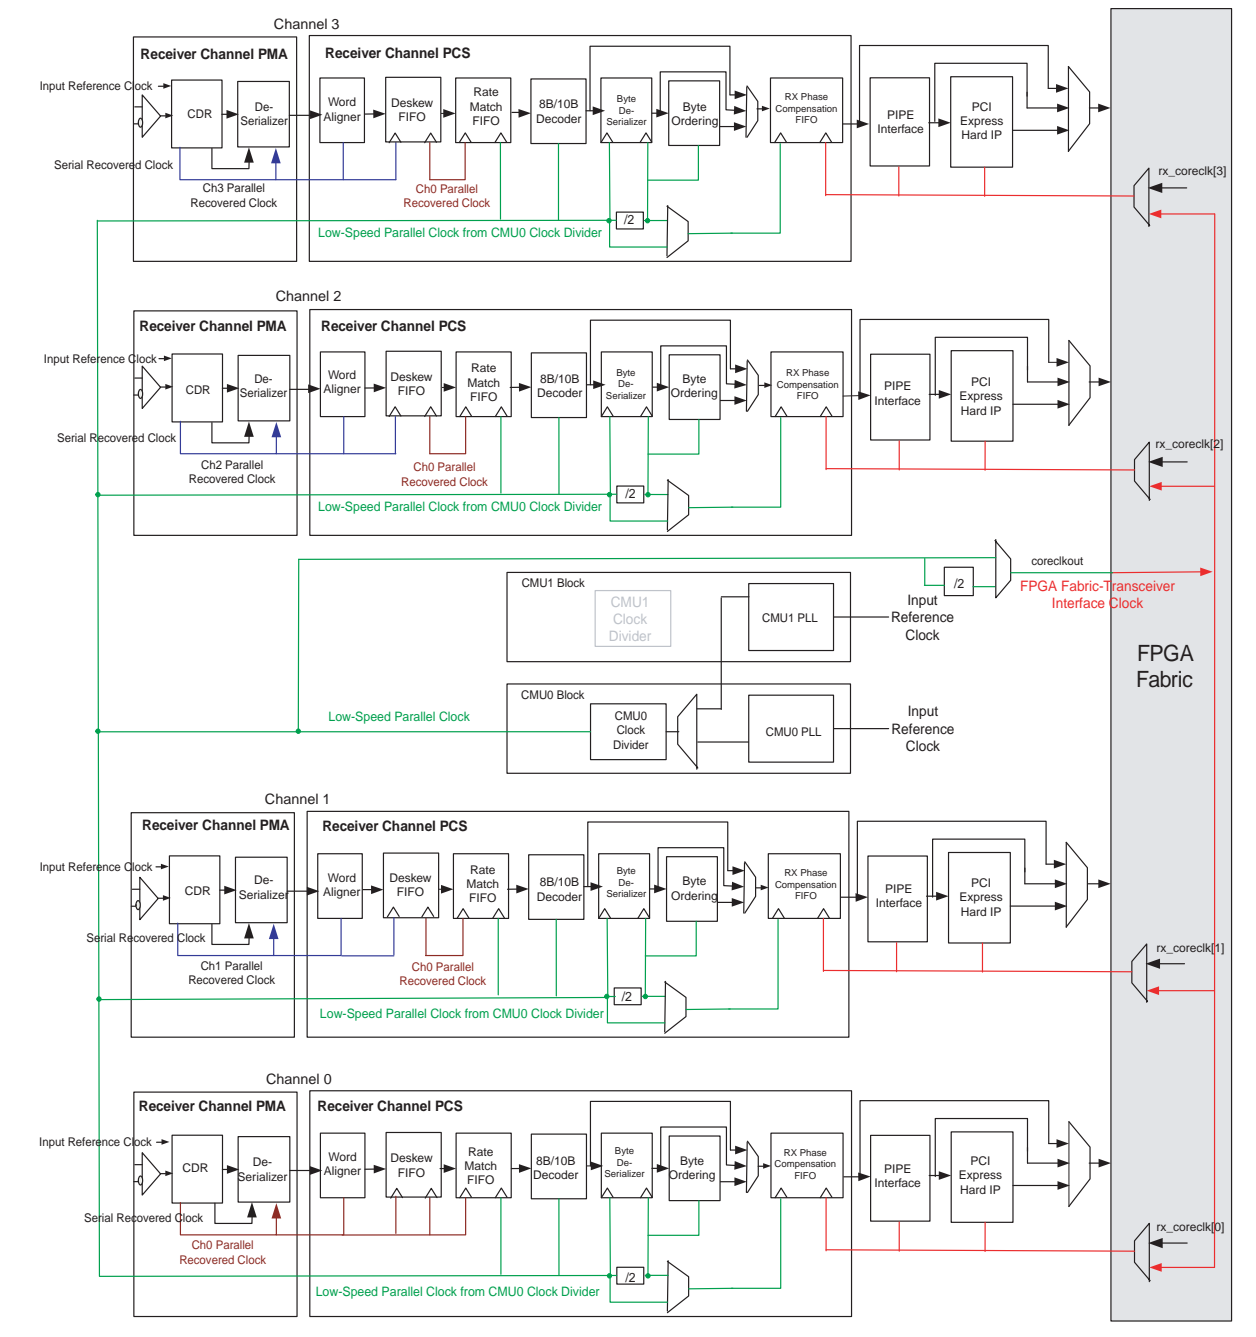 Channel 3
Receiver Channel PMA
Receiver Channel PCS
Input Reference Clock
CDR
De-
Serializer
Word
Aligner
Deskew
FIFO
Rate
Match
FIFO
8B/10B
Decoder
Byte
De-
Serializer
Byte
Ordering
RX Phase
Compensation
FIFO
PIPE
Interface
PCI
Express
Hard IP
Serial Recovered Clock
Ch3 Parallel
Recovered Clock
Ch0 Parallel
Recovered Clock
rx_coreclk[3]
/2
Low-Speed Parallel Clock from CMU0 Clock Divider
Channel 2
Receiver Channel PMA
Receiver Channel PCS
Input Reference Clock
CDR
De-
Serializer
Word
Aligner
Deskew
FIFO
Rate
Match
FIFO
8B/10B
Decoder
Byte
De-
Serializer
Byte
Ordering
RX Phase
Compensation
FIFO
PIPE
Interface
PCI
Express
Hard IP
Serial Recovered Clock
Ch2 Parallel
Recovered Clock
Ch0 Parallel
Recovered Clock
rx_coreclk[2]
/2
Low-Speed Parallel Clock from CMU0 Clock Divider
coreclkout
/2
FPGA Fabric-Transceiver
Interface Clock
CMU1 Block
CMU1
Clock
Divider
CMU1 PLL
Input
Reference
Clock
FPGA
Fabric
CMU0 Block
Low-Speed Parallel Clock
CMU0
Clock
Divider
CMU0 PLL
Input
Reference
Clock
Channel 1
Receiver Channel PMA
Receiver Channel PCS
Input Reference Clock
CDR
De-
Serializer
Word
Aligner
Deskew
FIFO
Rate
Match
FIFO
8B/10B
Decoder
Byte
De-
Serializer
Byte
Ordering
RX Phase
Compensation
FIFO
PIPE
Interface
PCI
Express
Hard IP
Serial Recovered Clock
Ch1 Parallel
Recovered Clock
Ch0 Parallel
Recovered Clock
rx_coreclk[1]
/2
Low-Speed Parallel Clock from CMU0 Clock Divider
Channel 0
Receiver Channel PMA
Receiver Channel PCS
Input Reference Clock
CDR
De-
Serializer
Word
Aligner
Deskew
FIFO
Rate
Match
FIFO
8B/10B
Decoder
Byte
De-
Serializer
Byte
Ordering
RX Phase
Compensation
FIFO
PIPE
Interface
PCI
Express
Hard IP
Serial Recovered Clock
Ch0 Parallel
Recovered Clock
rx_coreclk[0]
/2
Low-Speed Parallel Clock from CMU0 Clock Divider